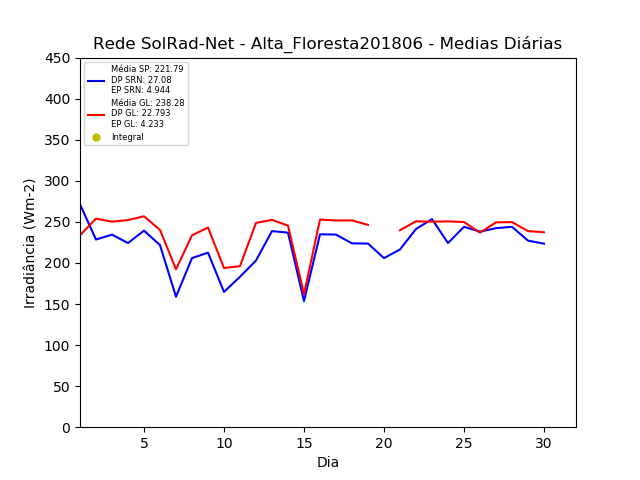 Rede SolRad-Net - Alta_Floresta201806 - Medias Diárias
450
400
350
300
250
200
150
100
50
0
Irradiância (Wm-2)
Média SP: 221.79
DP SRN: 27.08
EP SRN: 4.944
Média GL: 238.28
DP GL: 22.793
EP GL: 4.233
Integral
5
10
15
20
25
30
Dia